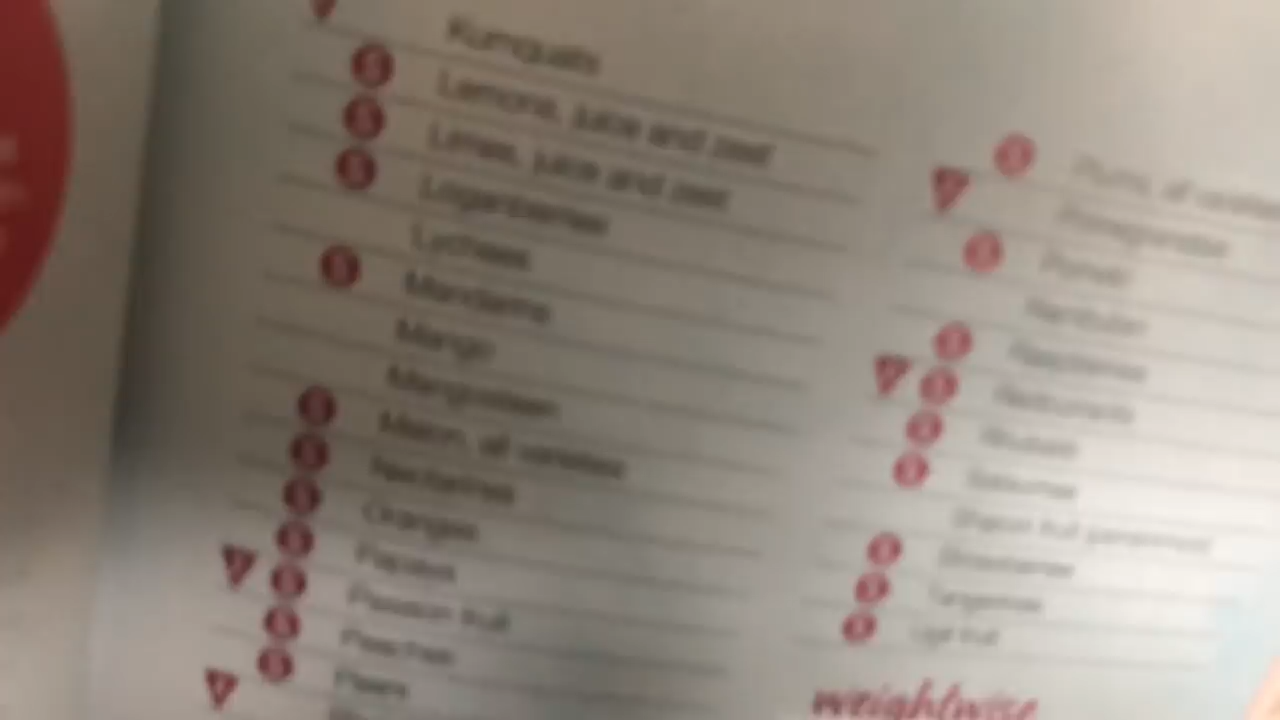 Kumquats
S Lemons, juice and zest
S Limes, juice and zest
S Loganberries
Lychees
S Mandarins
Mango
Mangosteen
S Melon, all varieties
S Nectarines
S Oranges
S Papaya
F S Passion fruit
S Peaches
S Pears
F
S Plums, all varieties
F Pomegranates
S Pomelo
Rambutan
S Raspberries
F S Redcurrants
S Rhubarb
S Satsumas
Sharon fruit (persimmon)
S Strawberries
S Tangerines
S Ugli fruit
weightwise